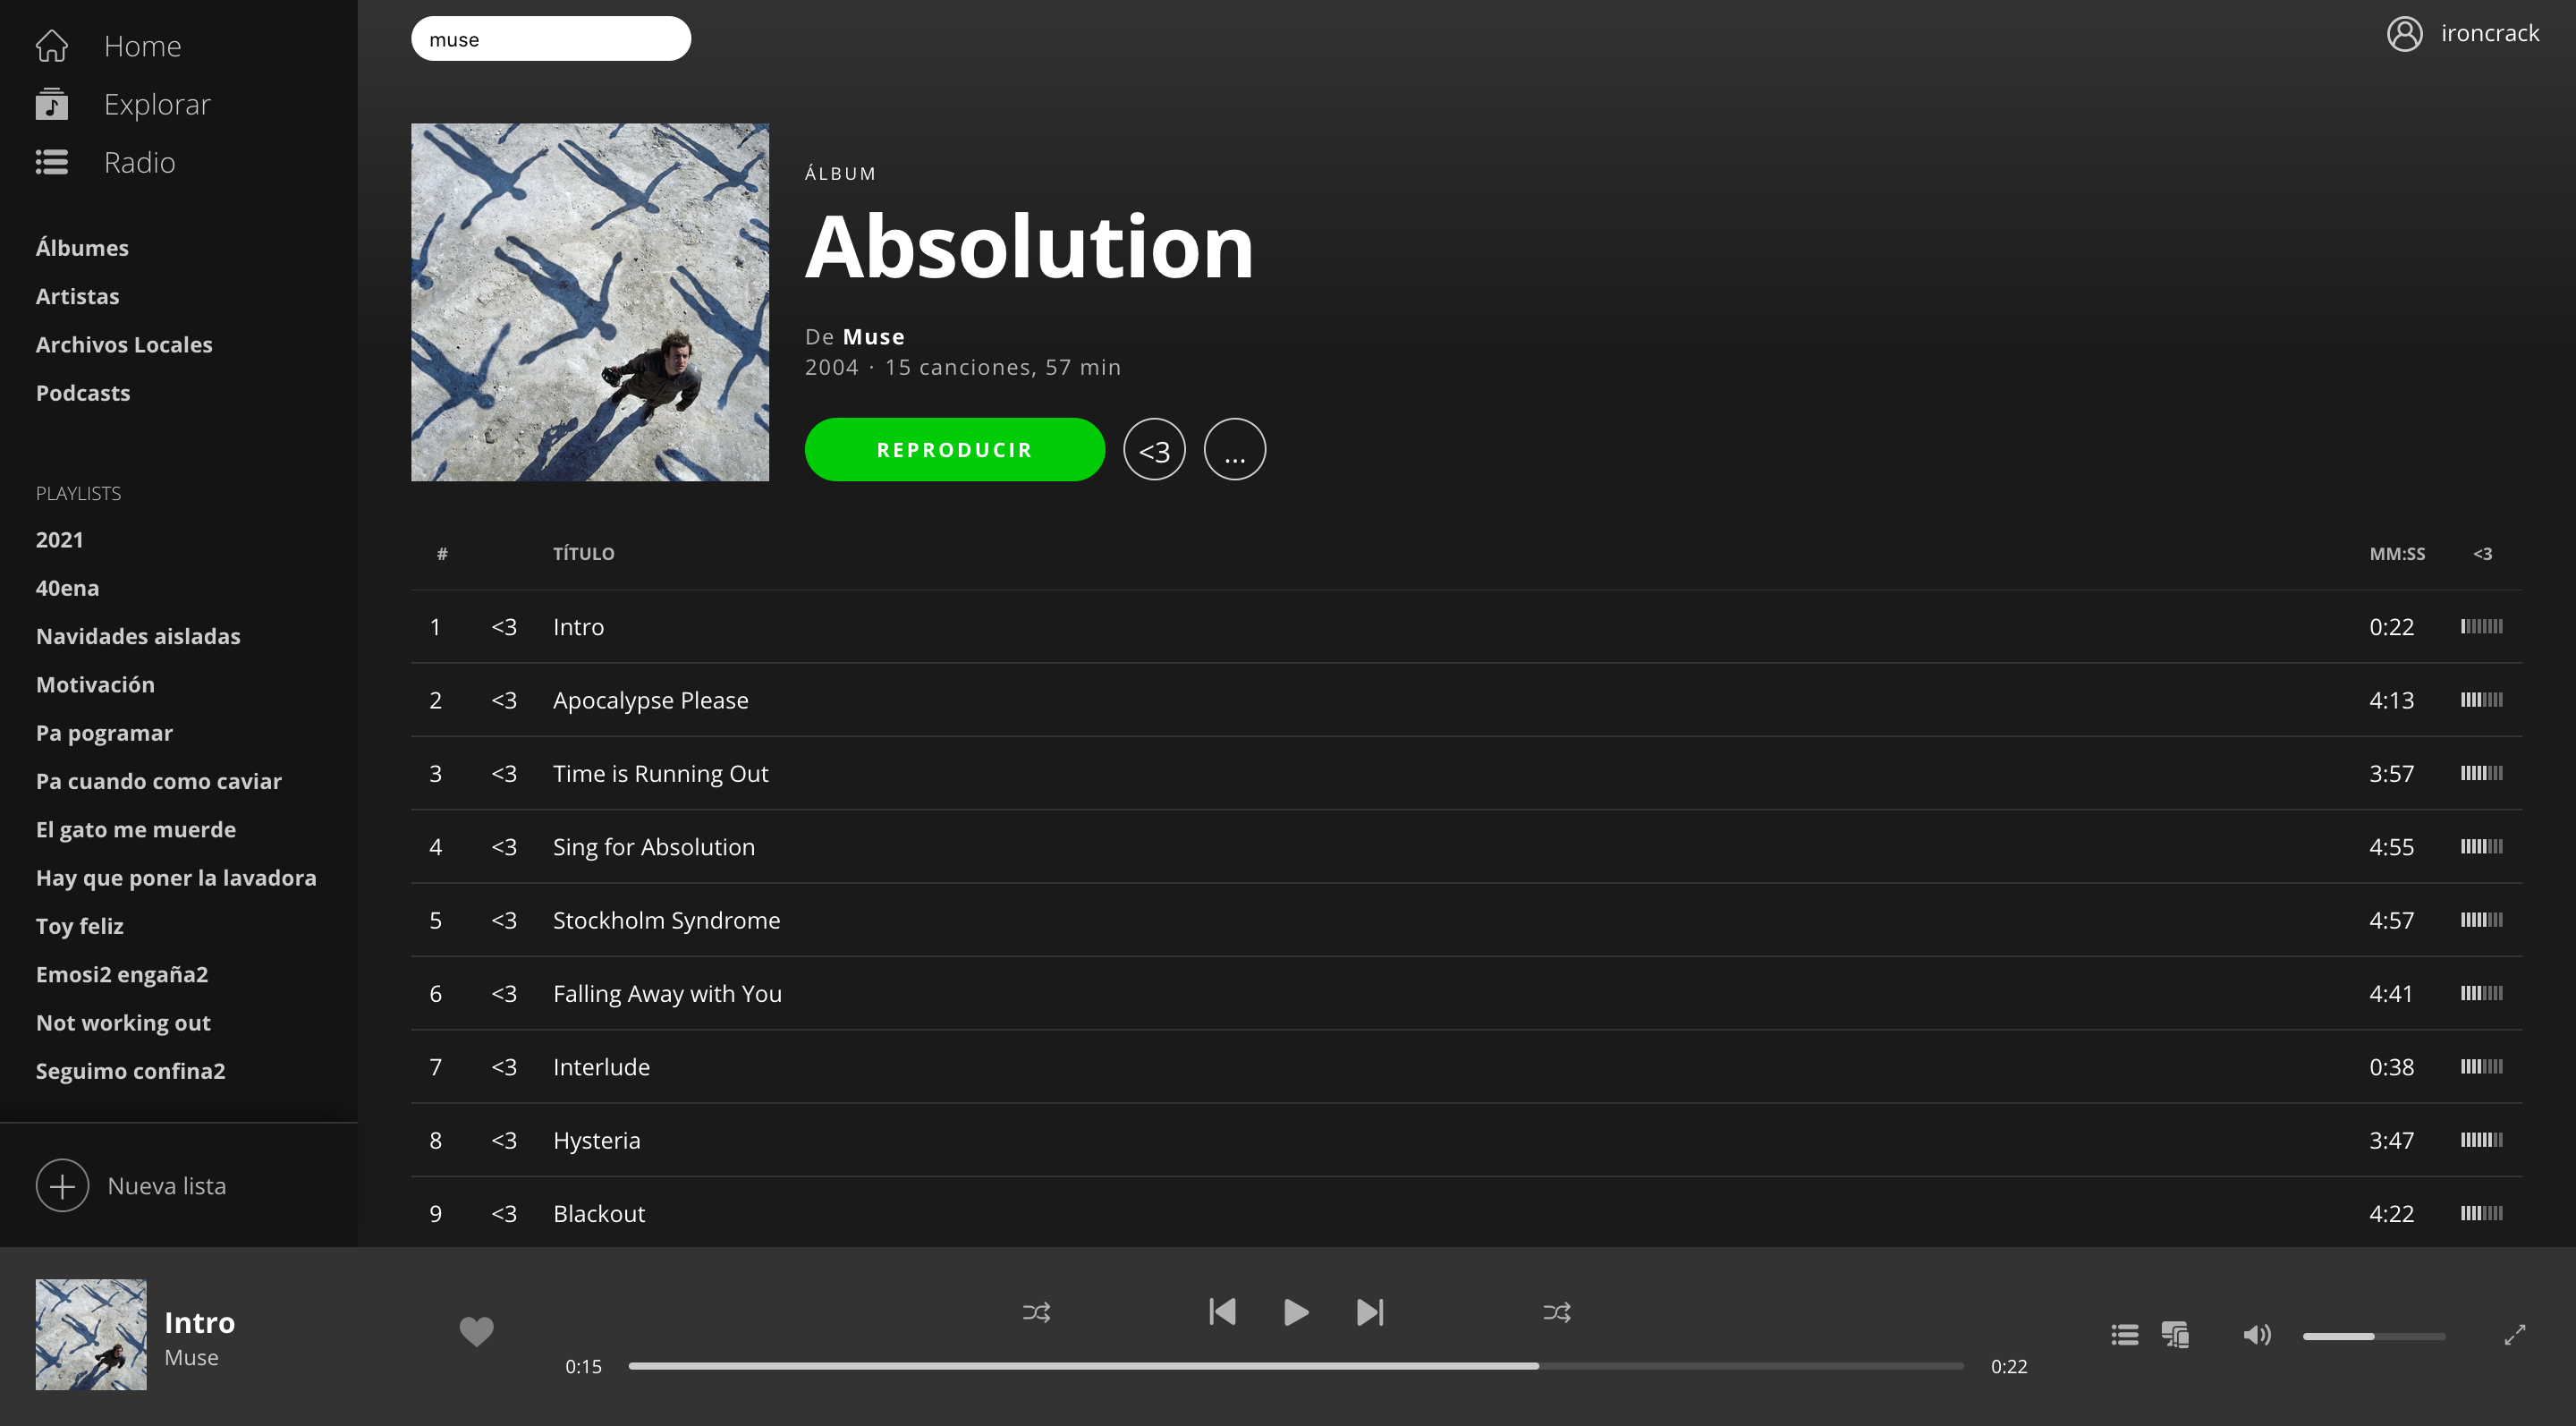 Home
Explorar
Radio
Álbumes
Artistas
Archivos Locales
Podcasts
PLAYLISTS
2021
40ena
Navidades aisladas
Motivación
Pa pogramar
Pa cuando como caviar
El gato me muerde
Hay que poner la lavadora
Toy feliz
Emosi2 engaña2
Not working out
Seguimo confina2
Nueva lista
muse
ironcrack
ÁLBUM
Absolution
De Muse
2004 · 15 canciones, 57 min
REPRODUCIR <3 ...
# TÍTULO MM:SS <3
1 <3 Intro 0:22
2 <3 Apocalypse Please 4:13
3 <3 Time is Running Out 3:57
4 <3 Sing for Absolution 4:55
5 <3 Stockholm Syndrome 4:57
6 <3 Falling Away with You 4:41
7 <3 Interlude 0:38
8 <3 Hysteria 3:47
9 <3 Blackout 4:22
Intro
Muse
0:15 0:22